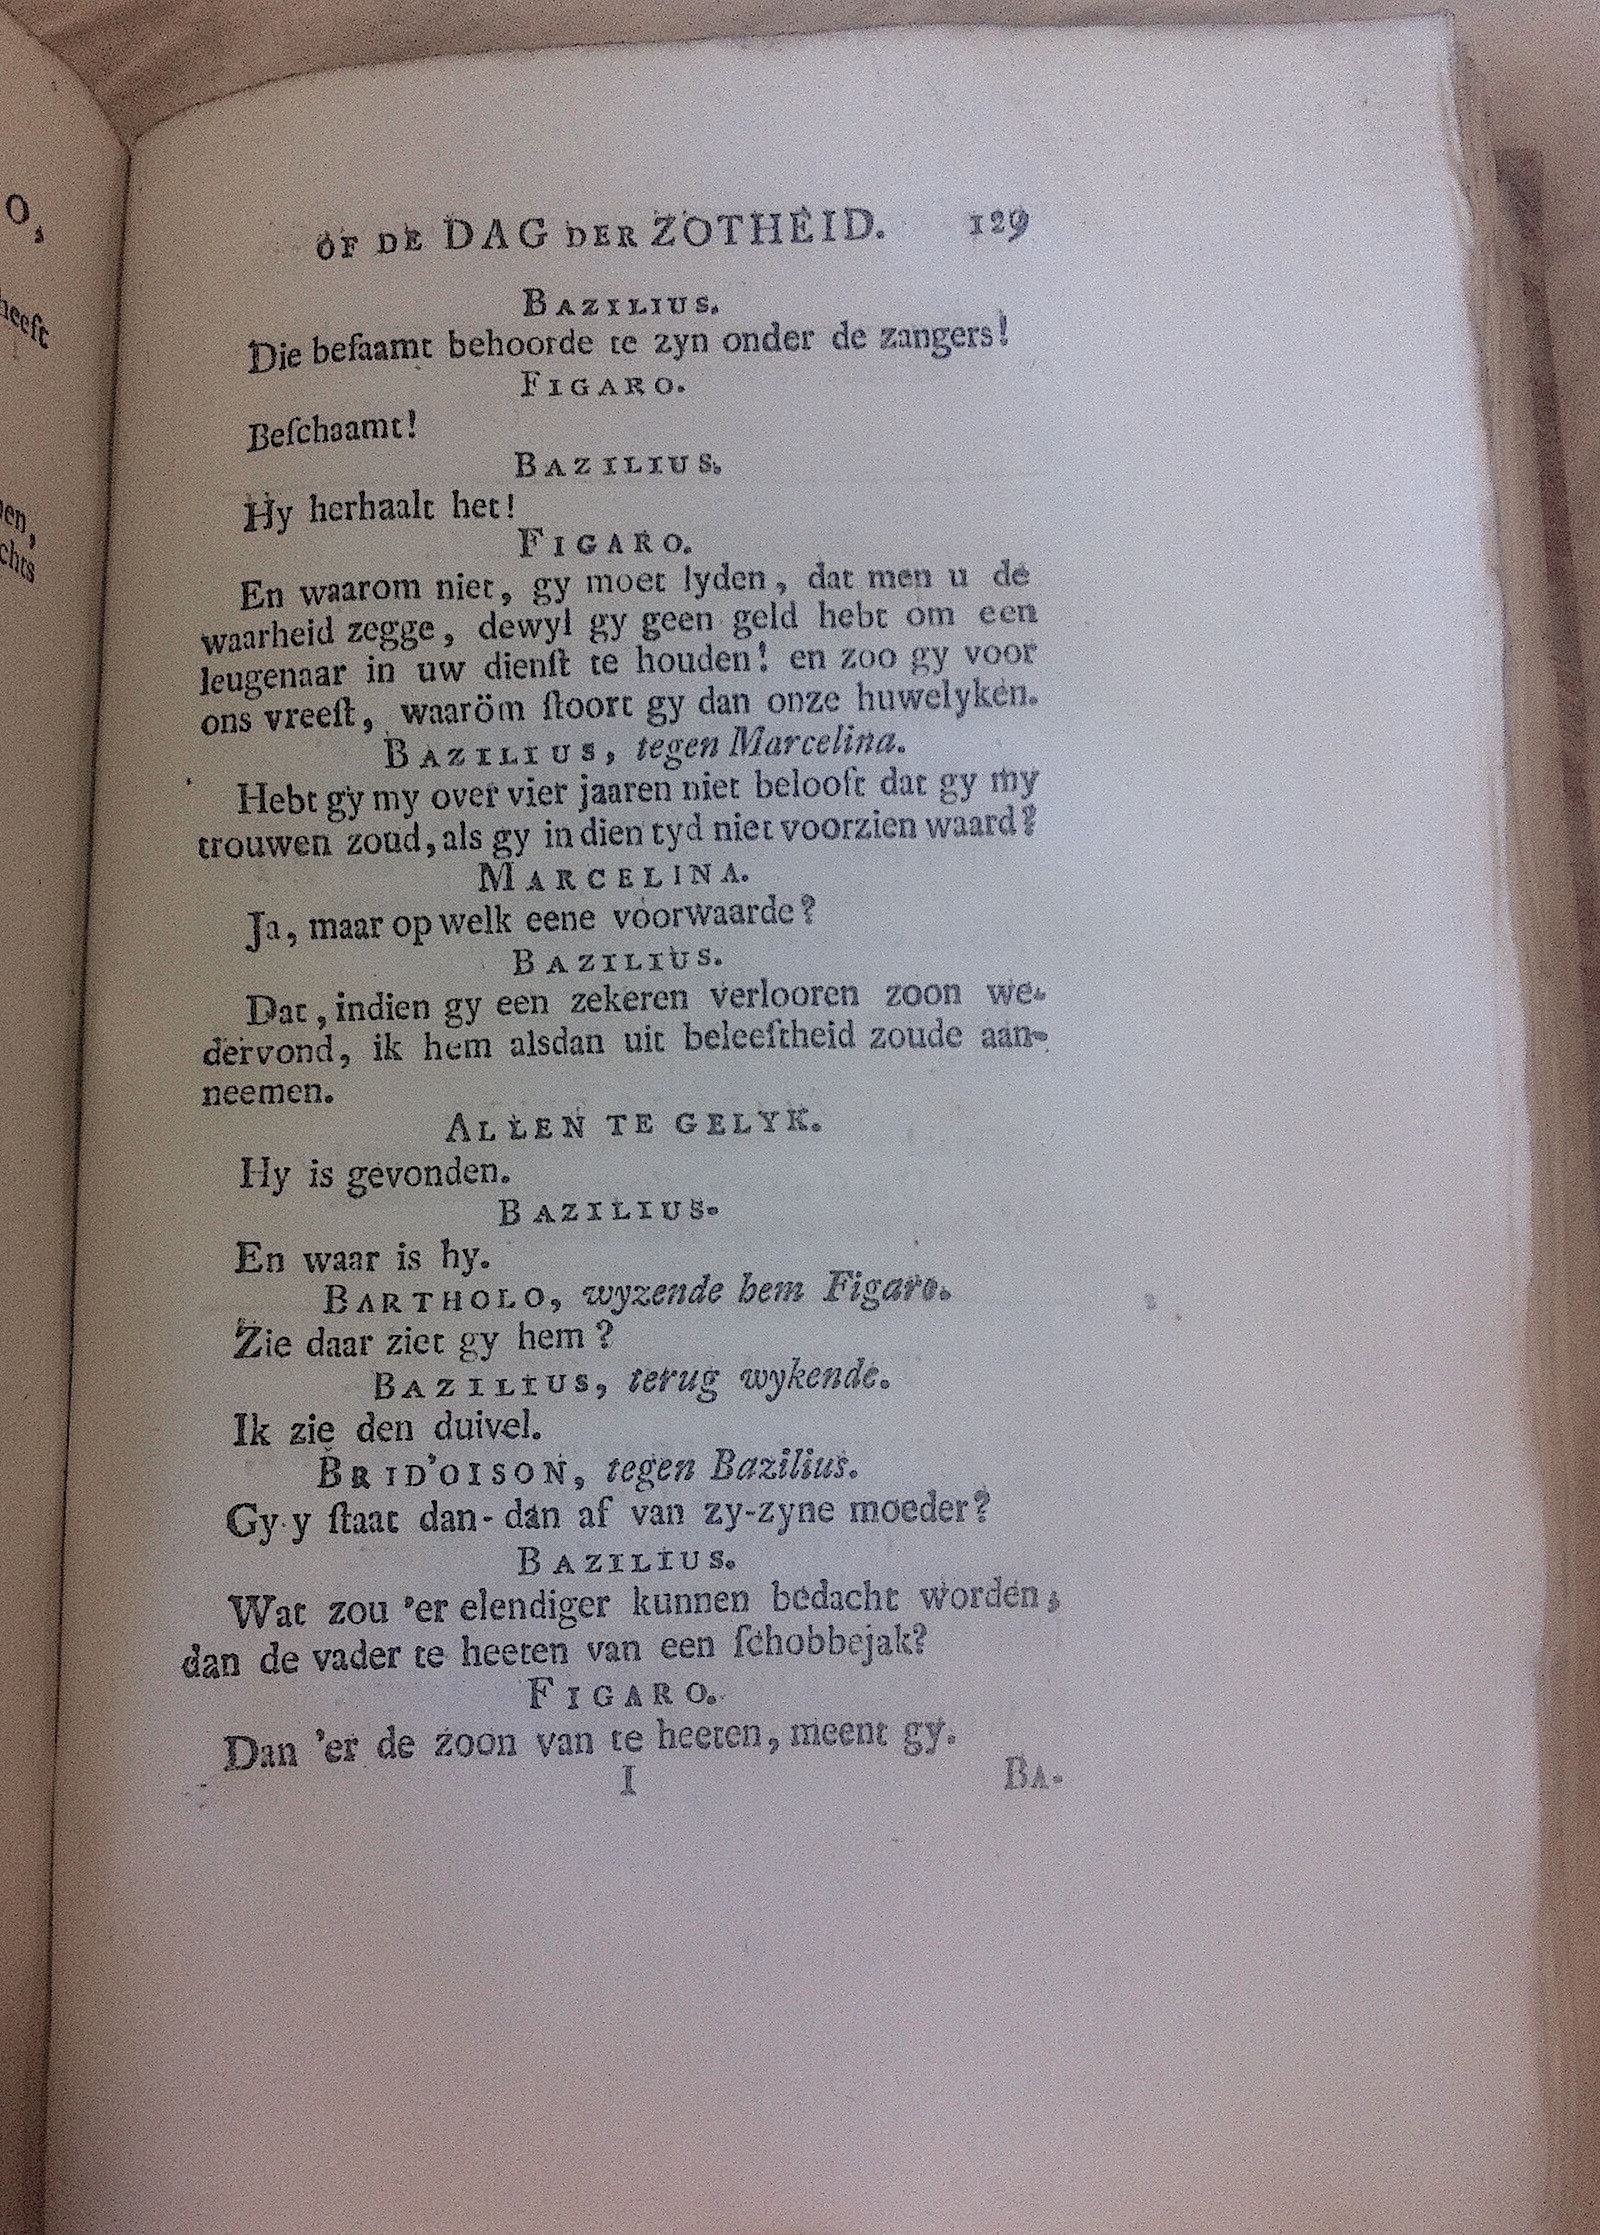 O,
heeft
en,
chts
OF DE DAG DER ZOTHEID. 129
BAZILIUS.
Die befaamt behoorde te zyn onder de zangers!
FIGARO.
Beſchaamt!
BAZILIUS.
Hy herhaalt het!
FIGARO.
En waarom niet, gy moet lyden, dat men u de
waarheid zegge, dewyl gy geen geld hebt om een
leugenaar in uw dienſt te houden! en zoo gy voor
ons vreeſt, waaröm ſtoort gy dan onze huwelyken.
BAZILIUS, tegen Marcelina.
Hebt gy my over vier jaaren niet belooft dat gy my
trouwen zoud, als gy in dien tyd niet voorzien waard?
MARCELINA.
Ja, maar op welk eene voorwaarde?
BAZILIUS.
Dat, indien gy een zekeren verlooren zoon we-
dervond, ik hem alsdan uit beleeftheid zoude aan-
neemen.
ALLEN TE GELYK.
Hy is gevonden.
BAZILIUS.
En waar is hy.
BARTHOLO, wyzende hem Figaro.
Zie daar ziet gy hem?
BAZILIUS, terug wykende.
Ik zie den duivel.
BRID'OISON, tegen Bazilius.
Gy-y ſtaat dan-dan af van zy-zyne moeder?
BAZILIUS.
Wat zou 'er elendiger kunnen bedacht worden,
dan de vader te heeten van een ſchobbejak?
FIGARO.
Dan 'er de zoon van te heeten, meent gy.
I BA-